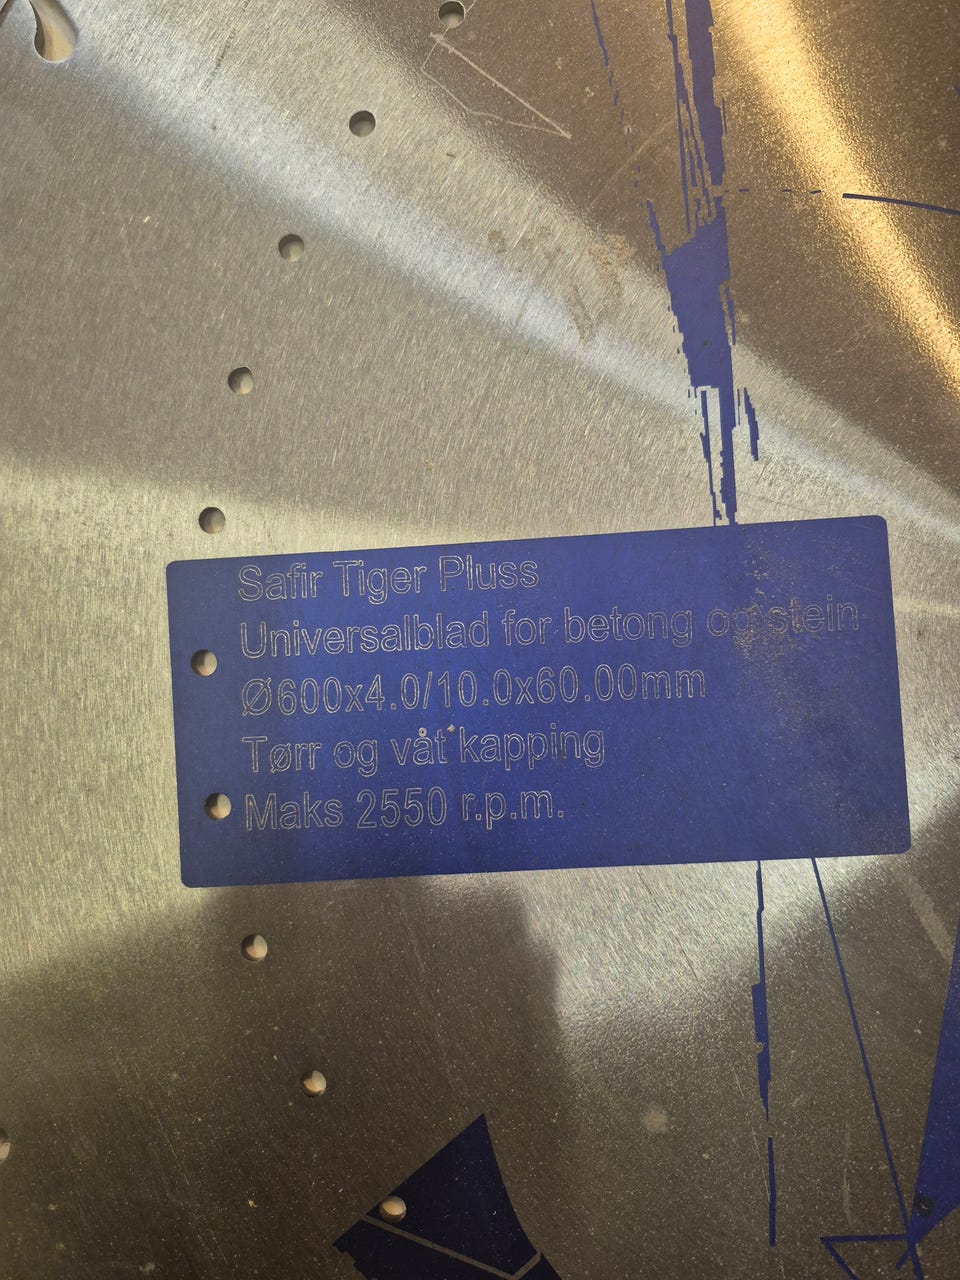 Safir Tiger Pluss
Universalblad for betong og stein
Ø600x4.0/10.0x60.00mm
Tørr og våt kapping
Maks 2550 r.p.m.